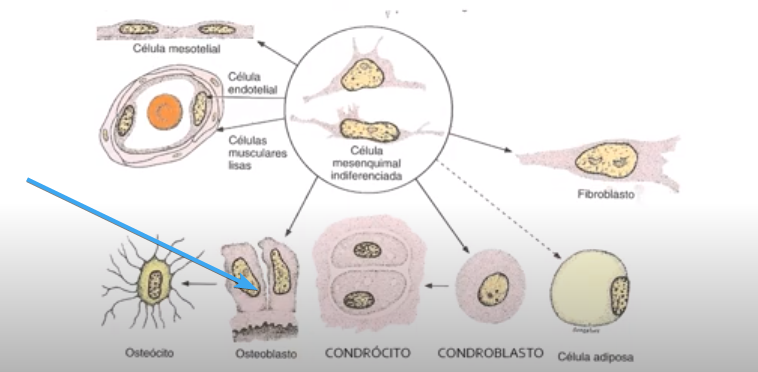 Célula mesotelial
Célula
endotelial
Células
musculares
lisas
Célula
mesenquimal
indiferenciada
Fibroblasto
Osteócito
Osteoblasto
CONDRÓCITO
CONDROBLASTO
Célula adiposa